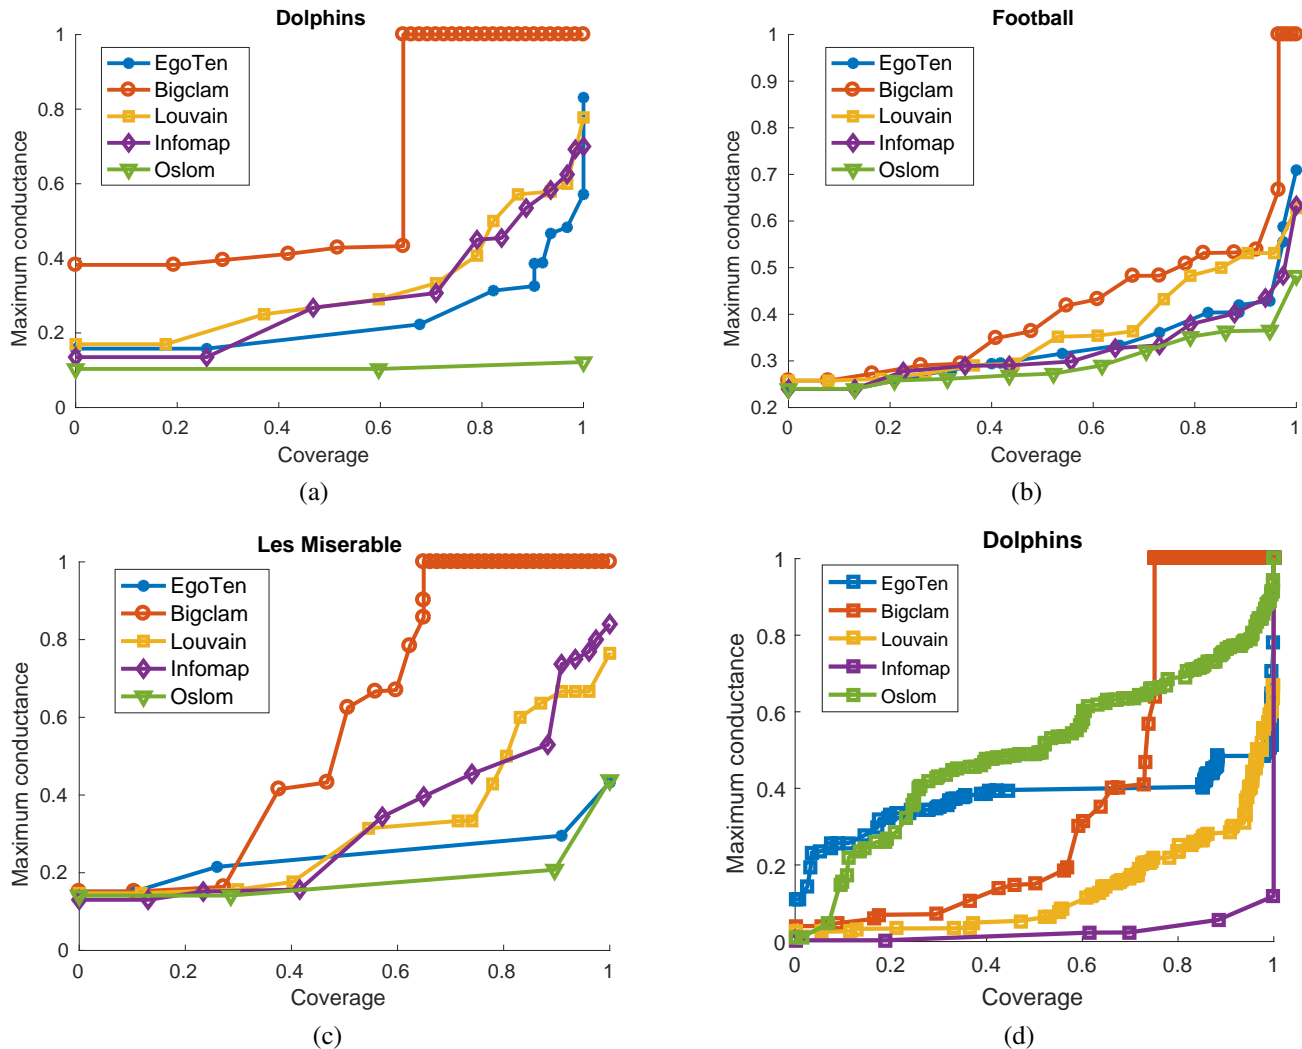 Dolphins
Maximum conductance
1
0.8
0.6
0.4
0.2
0
EgoTen
Bigclam
Louvain
Infomap
Oslom
0 0.2 0.4 0.6 0.8 1
Coverage
(a)
Football
Maximum conductance
1
0.9
0.8
0.7
0.6
0.5
0.4
0.3
0.2
EgoTen
Bigclam
Louvain
Infomap
Oslom
0 0.2 0.4 0.6 0.8 1
Coverage
(b)
Les Miserable
Maximum conductance
1
0.8
0.6
0.4
0.2
0
EgoTen
Bigclam
Louvain
Infomap
Oslom
0 0.2 0.4 0.6 0.8 1
Coverage
(c)
Dolphins
Maximum conductance
1
0.8
0.6
0.4
0.2
0
EgoTen
Bigclam
Louvain
Infomap
Oslom
0 0.2 0.4 0.6 0.8 1
Coverage
(d)